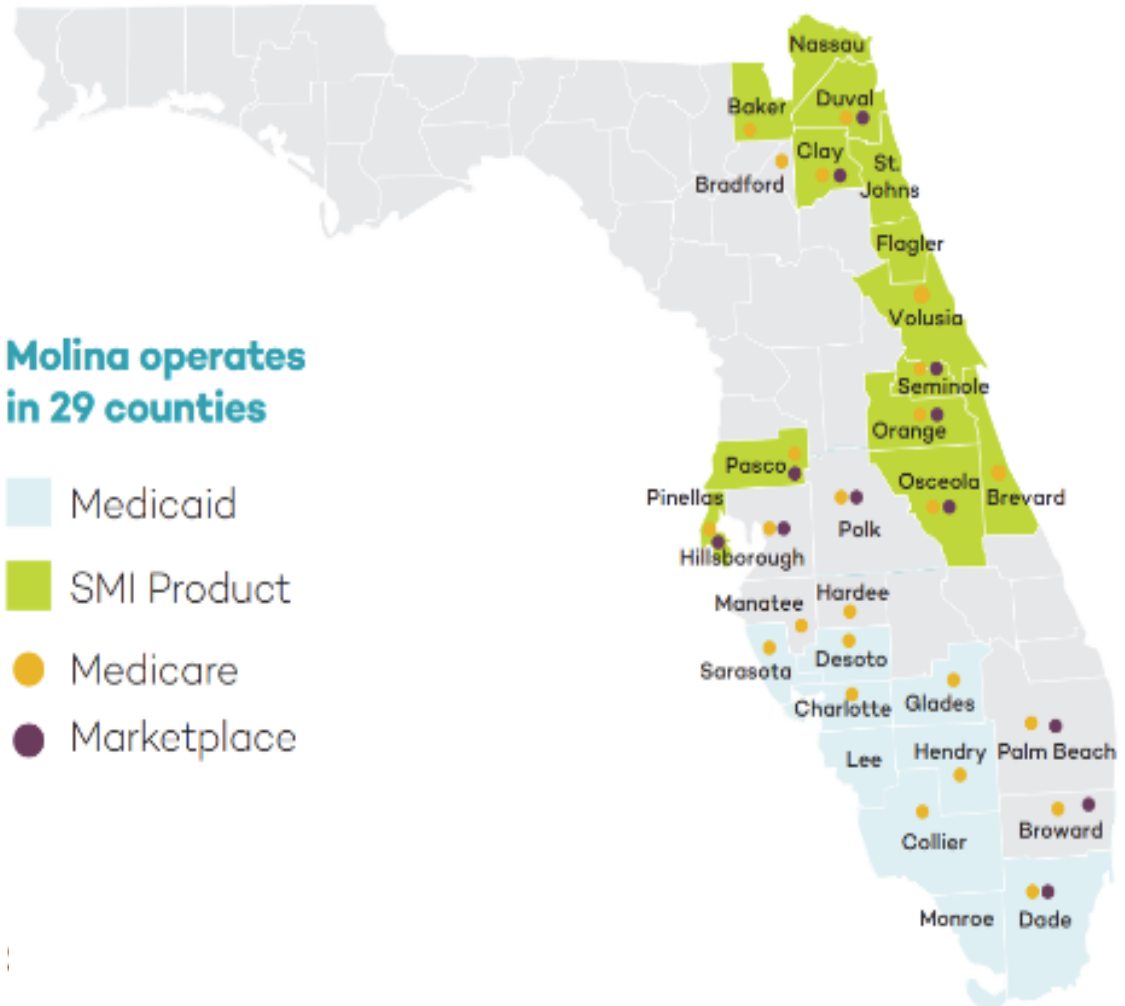 Nassau
Baker
Duval
Clay
St.
Johns
Bradford
Flagler
Volusia
Molina operates
in 29 counties
Seminole
Orange
Pasco
Osceola
Brevard
Pinellas
Polk
Hillsborough
Medicaid
SMI Product
Medicare
Marketplace
Manatee
Hardee
Sarasota
Desoto
Charlotte
Glades
Lee
Hendry
Palm Beach
Broward
Collier
Monroe
Dade